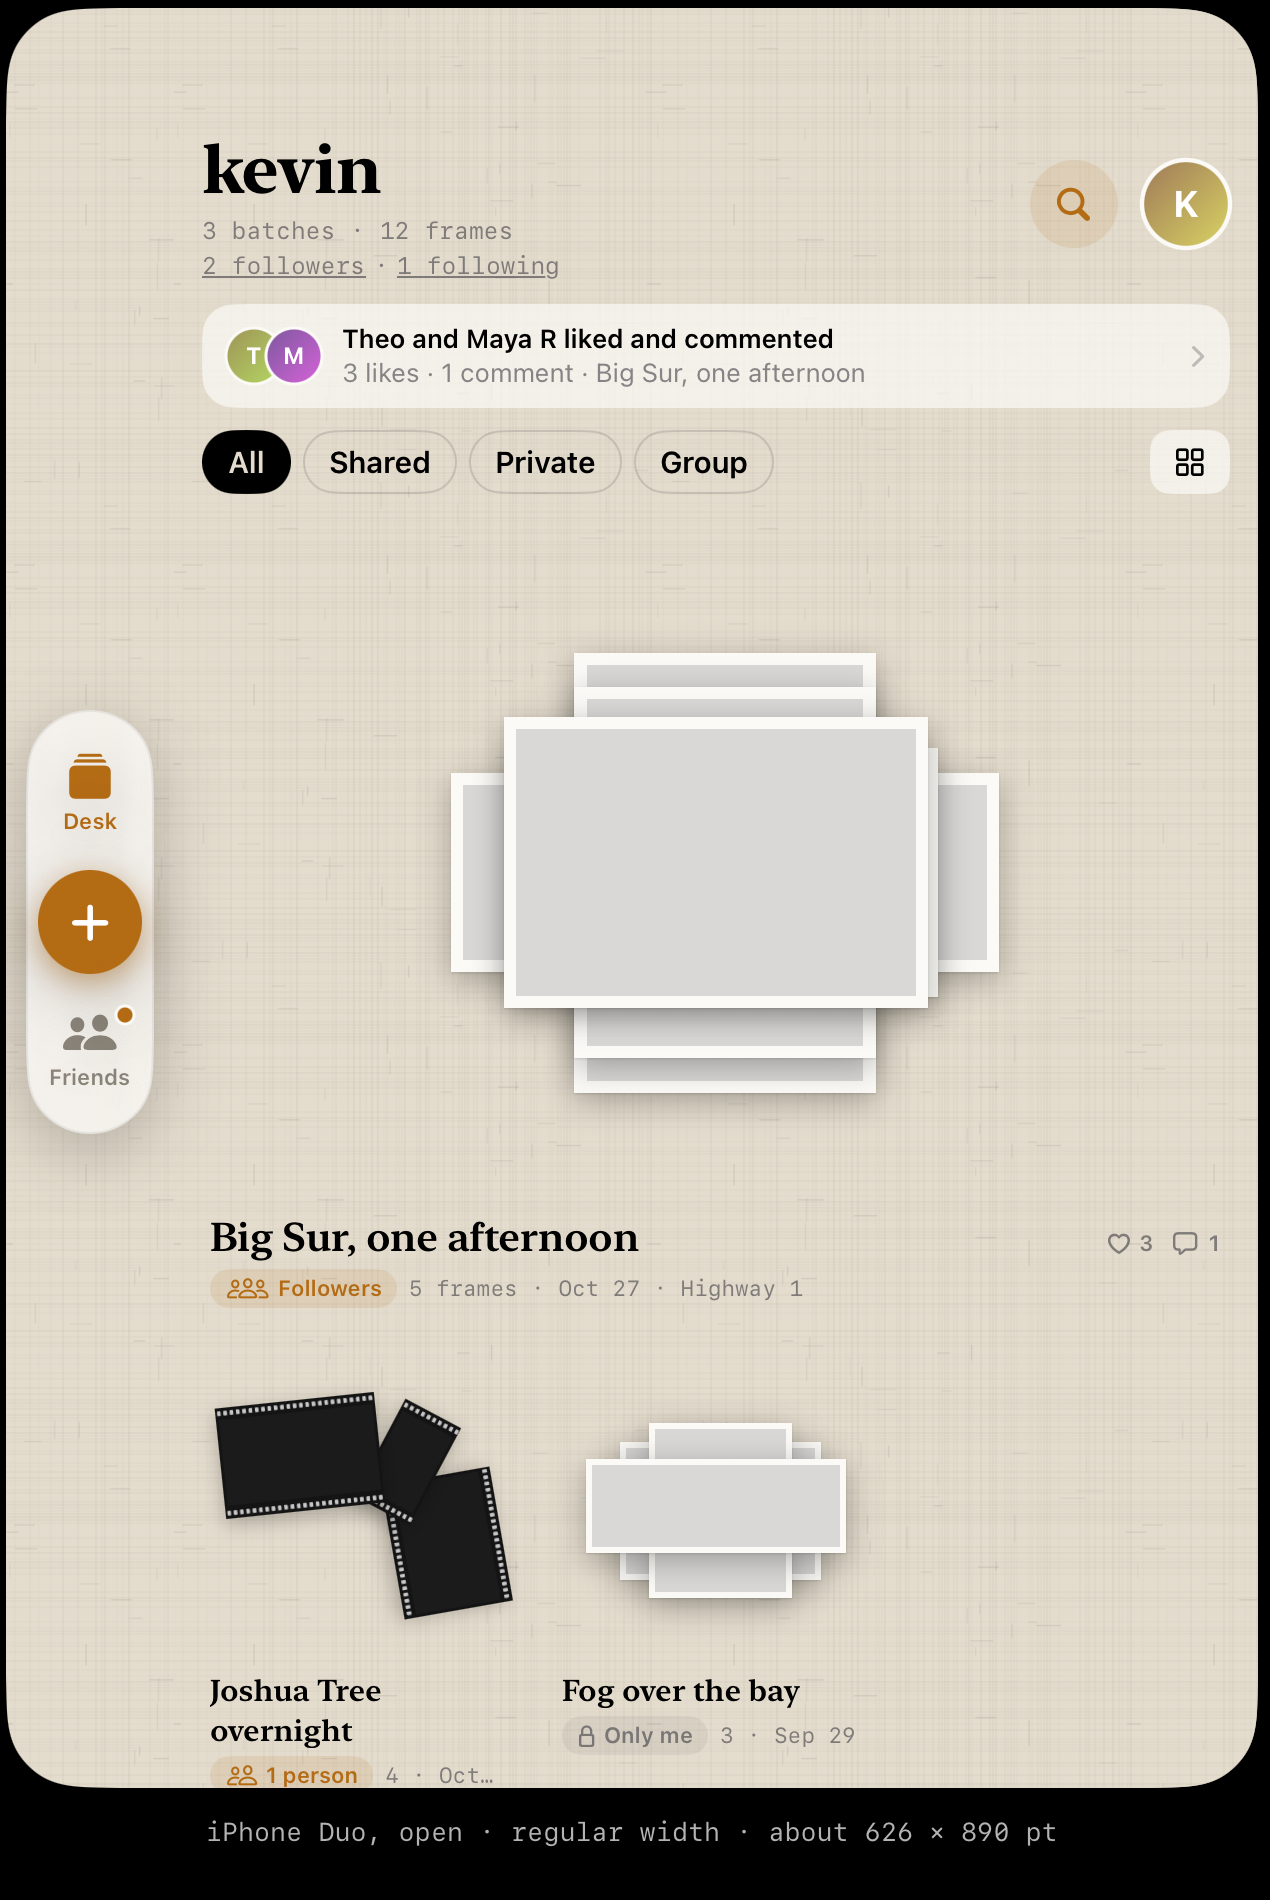 kevin
3 batches · 12 frames
2 followers · 1 following
K
T M
Theo and Maya R liked and commented
3 likes · 1 comment · Big Sur, one afternoon
All Shared Private Group
Desk
Friends
Big Sur, one afternoon
3 1
Followers 5 frames · Oct 27 · Highway 1
Joshua Tree
overnight
1 person 4 · Oct…
Fog over the bay
Only me 3 · Sep 29
iPhone Duo, open · regular width · about 626 × 890 pt